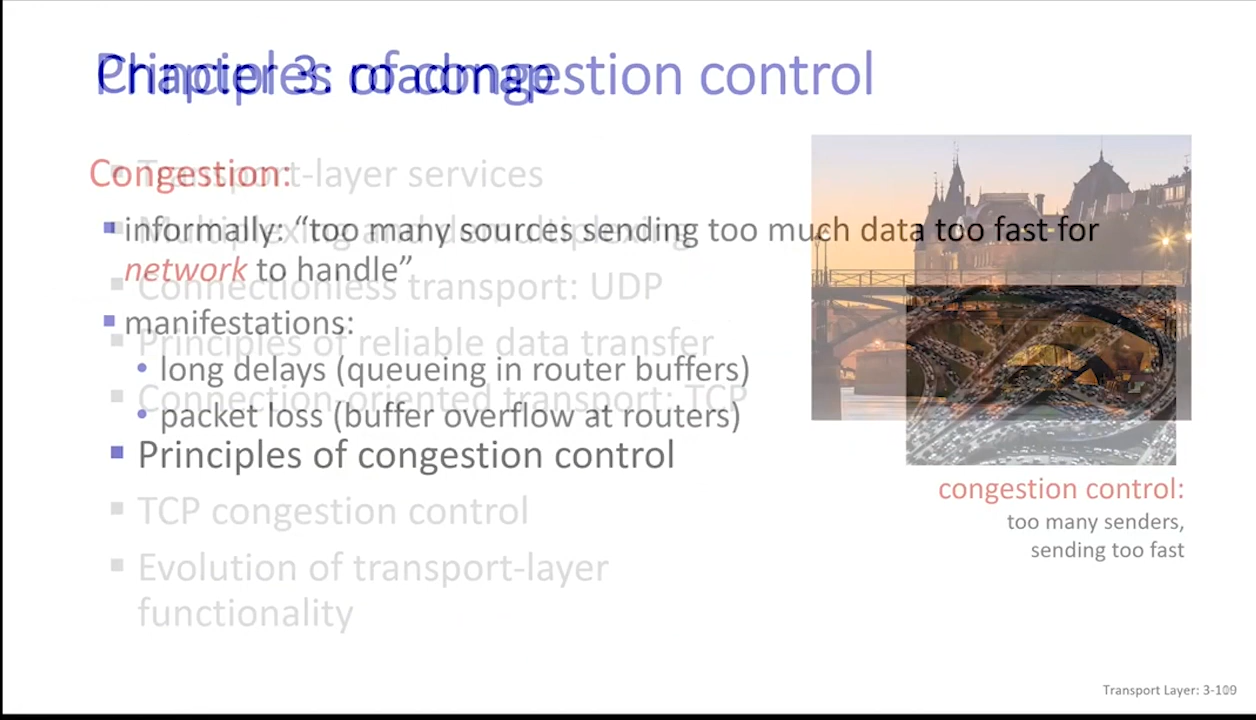 Chapter 3: roadmap
Principles of congestion control
Congestion:
informally: “too many sources sending too much data too fast for
network to handle”
manifestations:
long delays (queueing in router buffers)
packet loss (buffer overflow at routers)
Transport-layer services
Multiplexing and demultiplexing
Connectionless transport: UDP
Principles of reliable data transfer
Connection-oriented transport: TCP
Principles of congestion control
TCP congestion control
Evolution of transport-layer
functionality
congestion control:
too many senders,
sending too fast
Transport Layer: 3-109